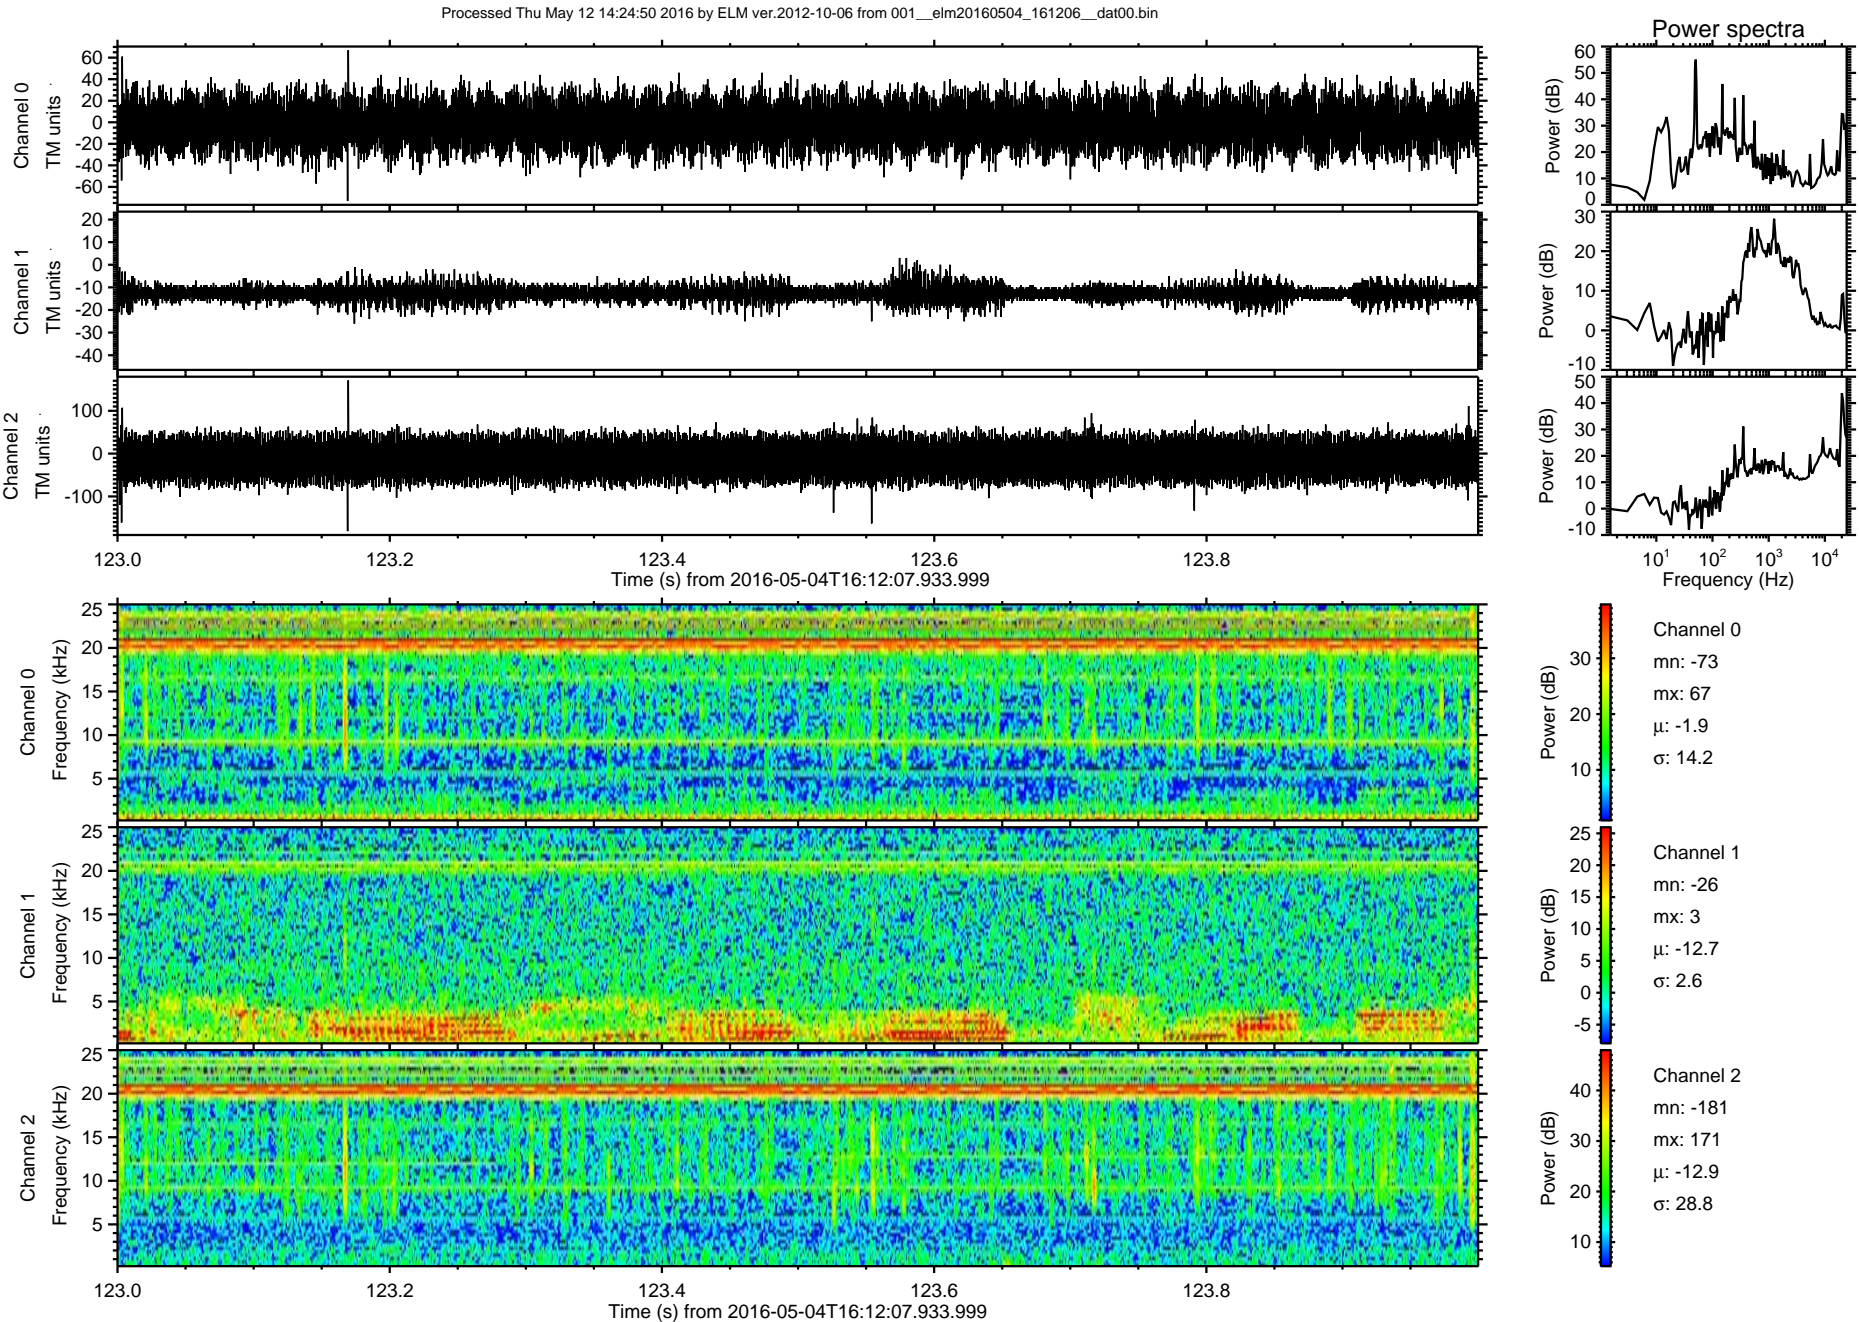 Processed Thu May 12 14:24:50 2016 by ELM ver.2012-10-06 from 001__elm20160504_161206__dat00.bin
Power spectra
Channel 0
TM units
60
40
20
0
-20
-40
-60
Power (dB)
60
50
40
30
20
10
0
Channel 1
TM units
20
10
0
-10
-20
-30
-40
Power (dB)
30
20
10
0
-10
Channel 2
TM units
100
0
-100
Power (dB)
50
40
30
20
10
0
-10
123.0 123.2 123.4 123.6 123.8
Time (s) from 2016-05-04T16:12:07.933.999
10^1 10^2 10^3 10^4
Frequency (Hz)
Channel 0
Frequency (kHz)
25
20
15
10
5
Power (dB)
30
20
10
Channel 0
mn: -73
mx: 67
μ: -1.9
σ: 14.2
Channel 1
Frequency (kHz)
25
20
15
10
5
Power (dB)
25
20
15
10
5
0
-5
Channel 1
mn: -26
mx: 3
μ: -12.7
σ: 2.6
Channel 2
Frequency (kHz)
25
20
15
10
5
Power (dB)
40
30
20
10
Channel 2
mn: -181
mx: 171
μ: -12.9
σ: 28.8
123.0 123.2 123.4 123.6 123.8
Time (s) from 2016-05-04T16:12:07.933.999